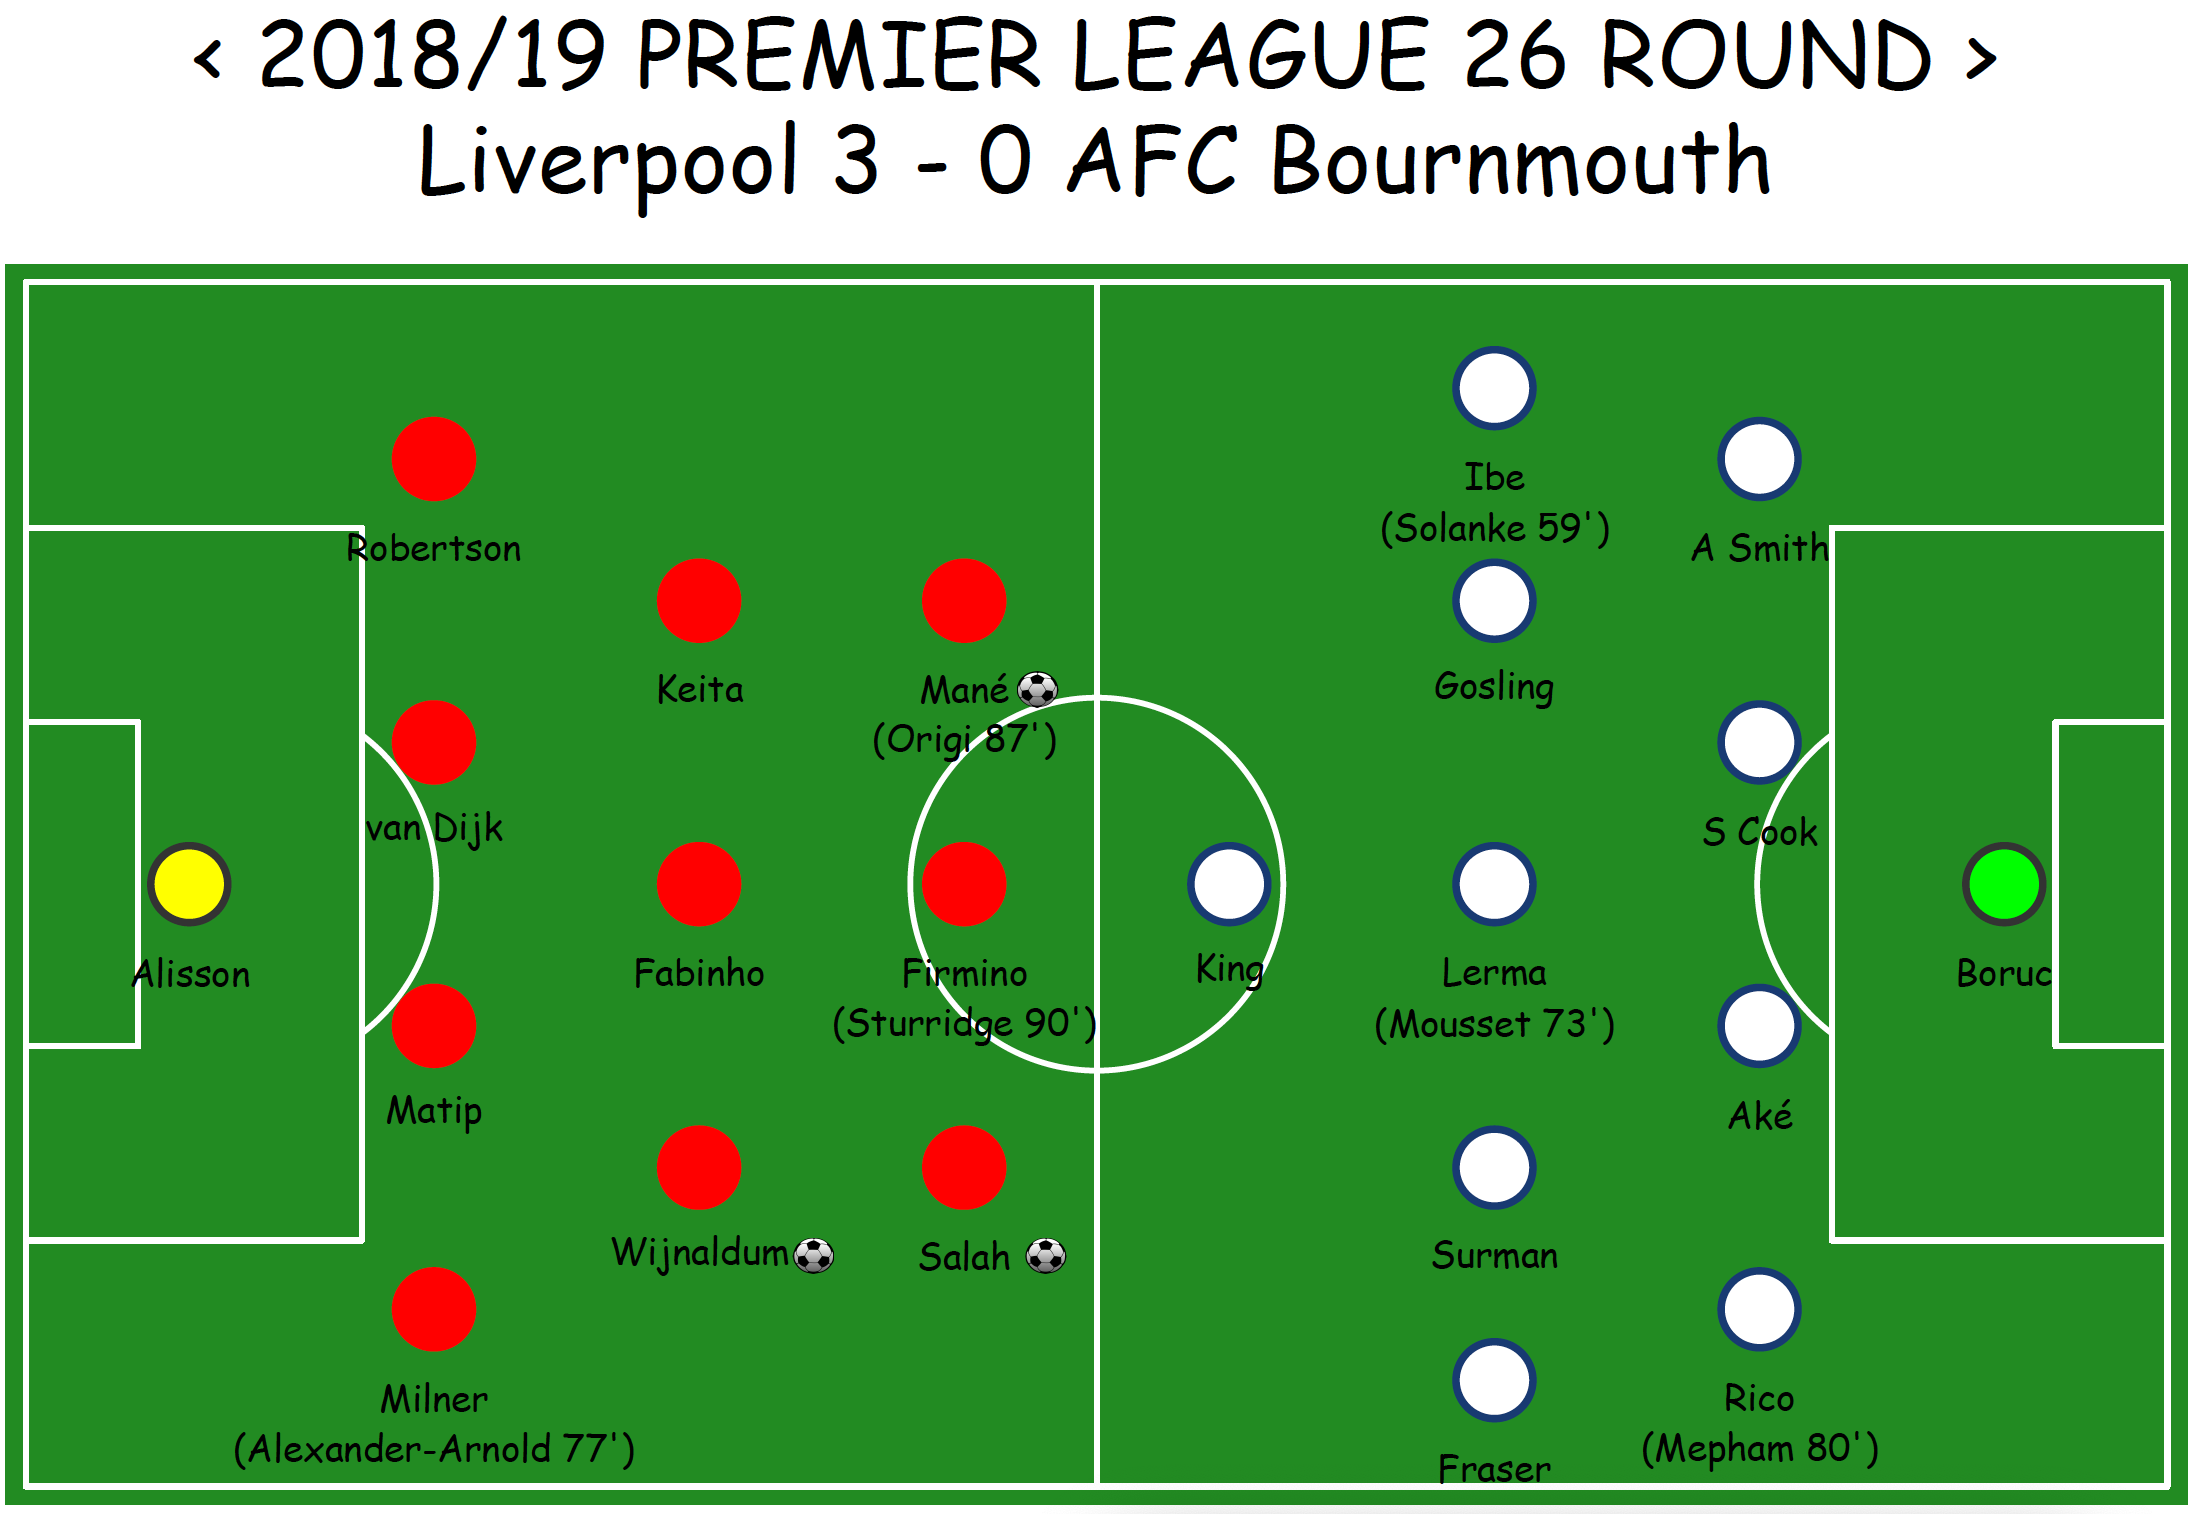 < 2018/19 PREMIER LEAGUE 26 ROUND >
Liverpool 3 - 0 AFC Bournmouth
Ibe
(Solanke 59')
Robertson
A Smith
Keita
Mané
(Origi 87')
Gosling
van Dijk
S Cook
Alisson
Fabinho
Firmino
(Sturridge 90')
King
Lerma
(Mousset 73')
Boruc
Matip
Aké
Wijnaldum
Salah
Surman
Milner
(Alexander-Arnold 77')
Rico
(Mepham 80')
Fraser